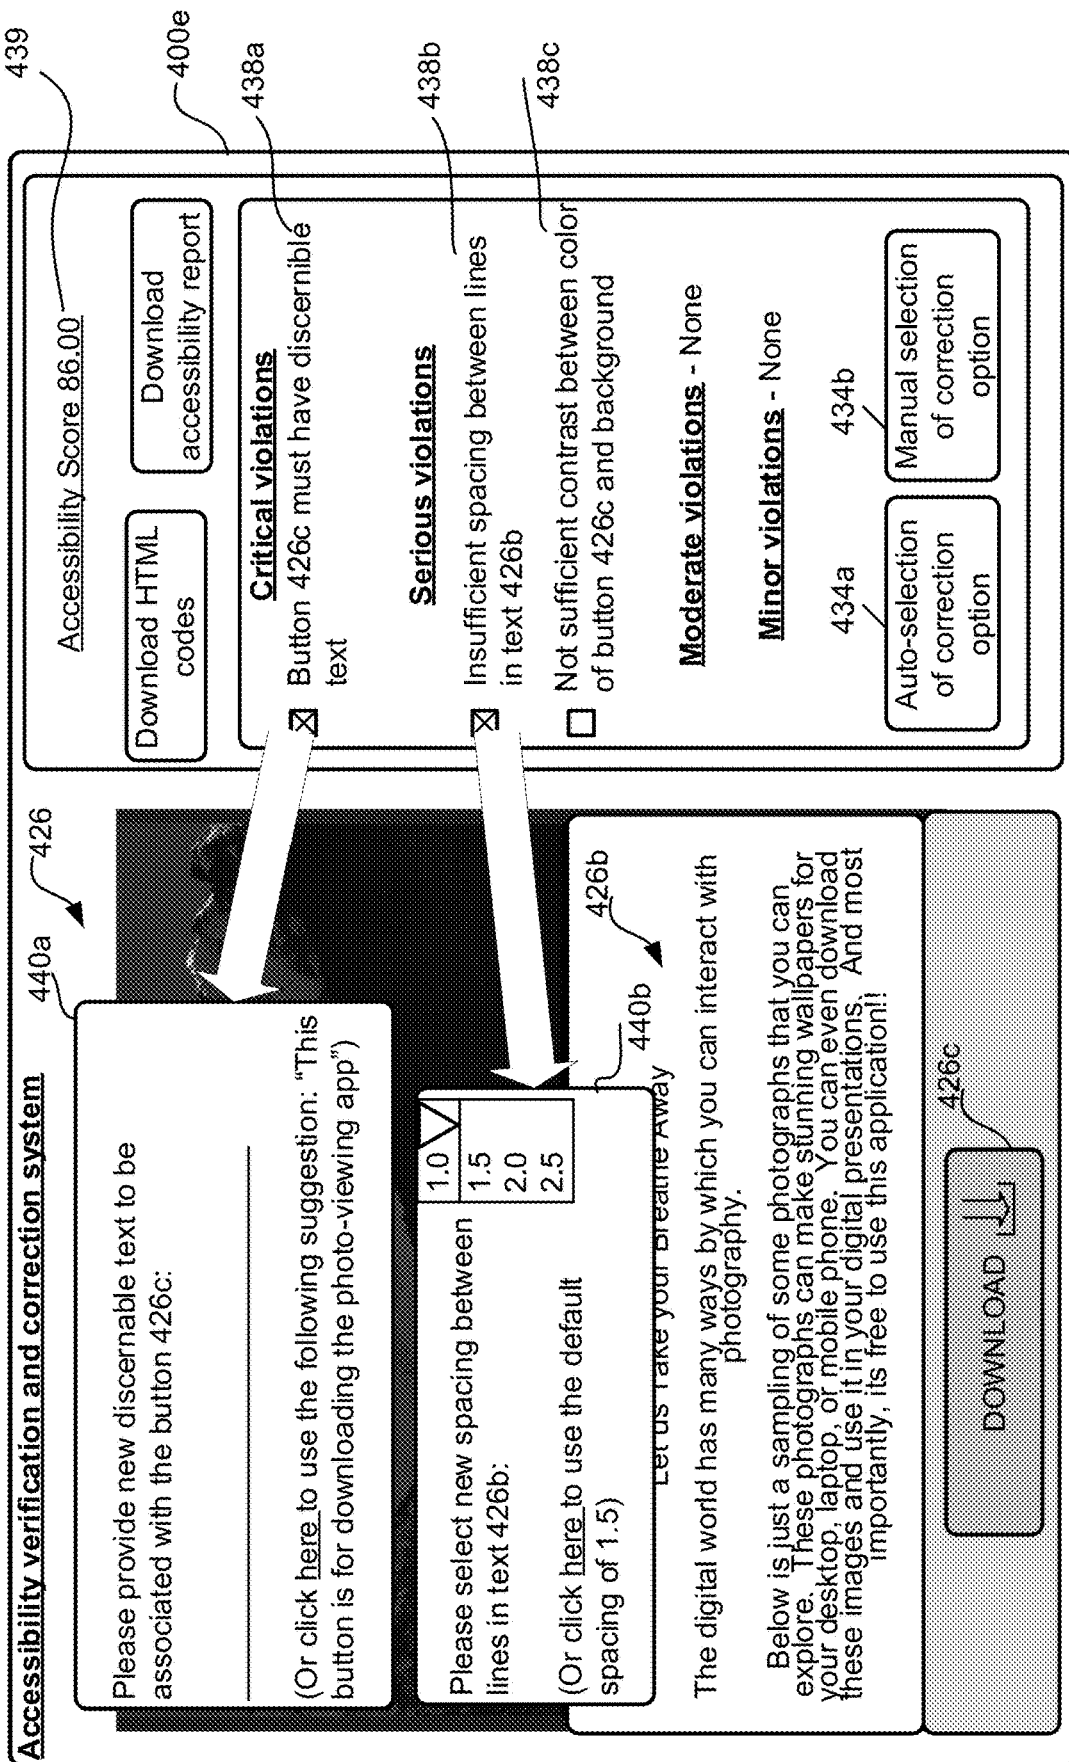 Accessibility verification and correction system
440a
426
Please provide new discernable text to be
associated with the button 426c:
(Or click here to use the following suggestion: “This
button is for downloading the photo-viewing app”)
Please select new spacing between
lines in text 426b:
1.0
1.5
2.0
2.5
(Or click here to use the default
spacing of 1.5)
440b
426b
Let us Take your Breathe Away
The digital world has many ways by which you can interact with
photography.
Below is just a sampling of some photographs that you can
explore. These photographs can make stunning wallpapers for
your desktop, laptop, or mobile phone. You can even download
these images and use it in your digital presentations. And most
importantly, its free to use this application!!
426c
DOWNLOAD
Accessibility Score 86.00
439
400e
Download HTML
codes
Download
accessibility report
Critical violations
Button 426c must have discernible
text
438a
Serious violations
Insufficient spacing between lines
in text 426b
438b
Not sufficient contrast between color
of button 426c and background
438c
Moderate violations - None
Minor violations - None
434a
434b
Auto-selection
of correction
option
Manual selection
of correction
option